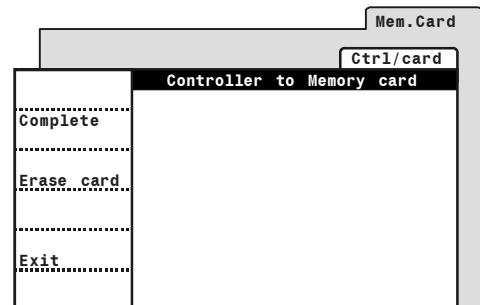 Mem.Card
Ctrl/card
Controller to Memory card
Complete
Erase card
Exit